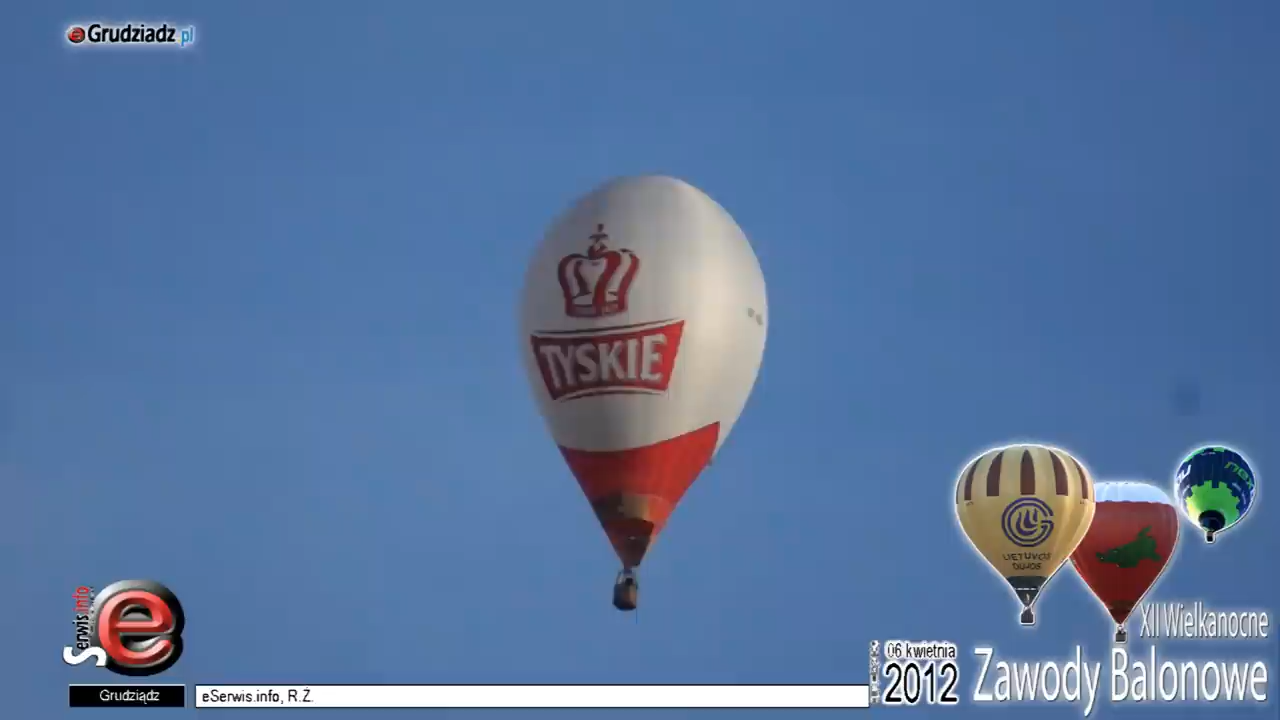 eGrudziadz.pl
TYSKIE
LIETUVOS
DUJOS
XII Wielkanocne
Zawody Balonowe
06 kwietnia
2012
Serwis.info
e
Grudziądz
eSerwis.info, R.Ż.